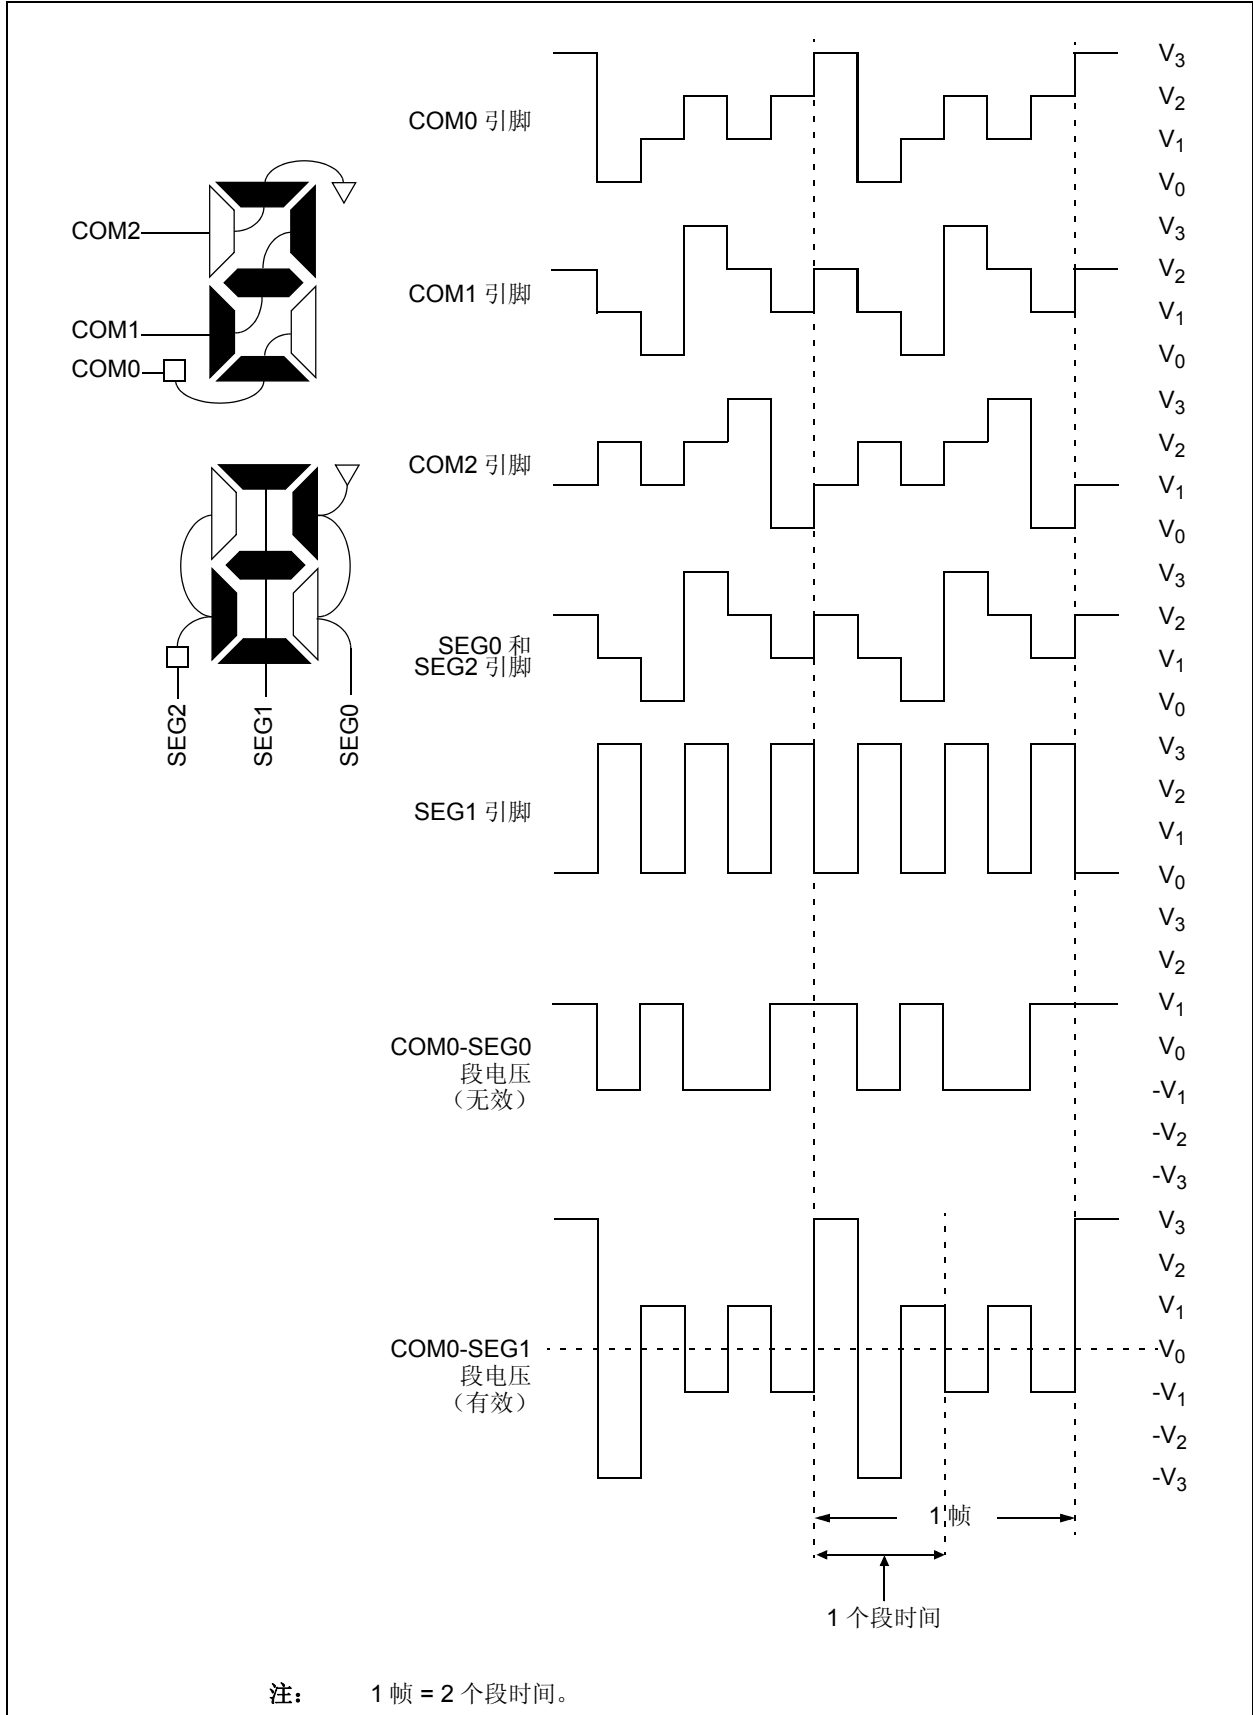 COM0 引脚
V3
V2
V1
V0
COM2
COM1
COM0
COM1 引脚
V3
V2
V1
V0
COM2 引脚
V3
V2
V1
V0
SEG2
SEG1
SEG0
SEG0 和
SEG2 引脚
V3
V2
V1
V0
SEG1 引脚
V3
V2
V1
V0
COM0-SEG0
段电压
（无效）
V3
V2
V1
V0
-V1
-V2
-V3
COM0-SEG1
段电压
（有效）
V3
V2
V1
V0
-V1
-V2
-V3
1 帧
1 个段时间
注： 1 帧 = 2 个段时间。